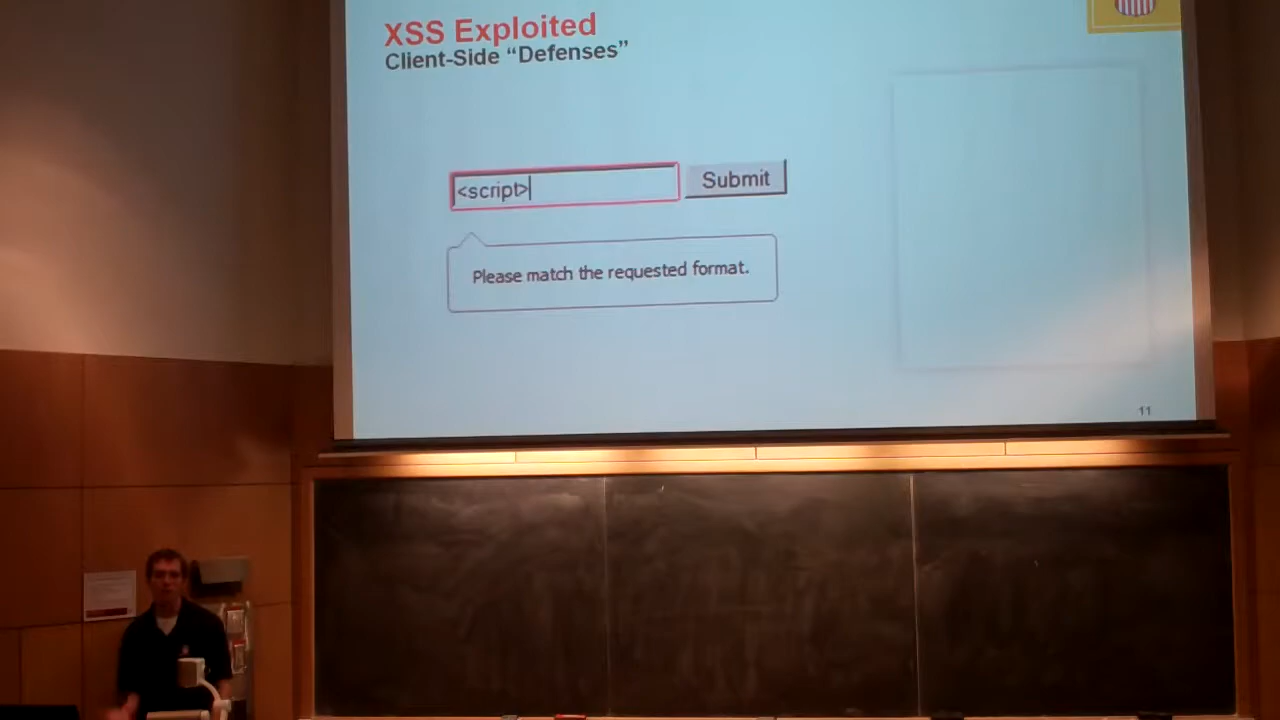 XSS Exploited
Client-Side “Defenses”
<script>
Submit
Please match the requested format.
11